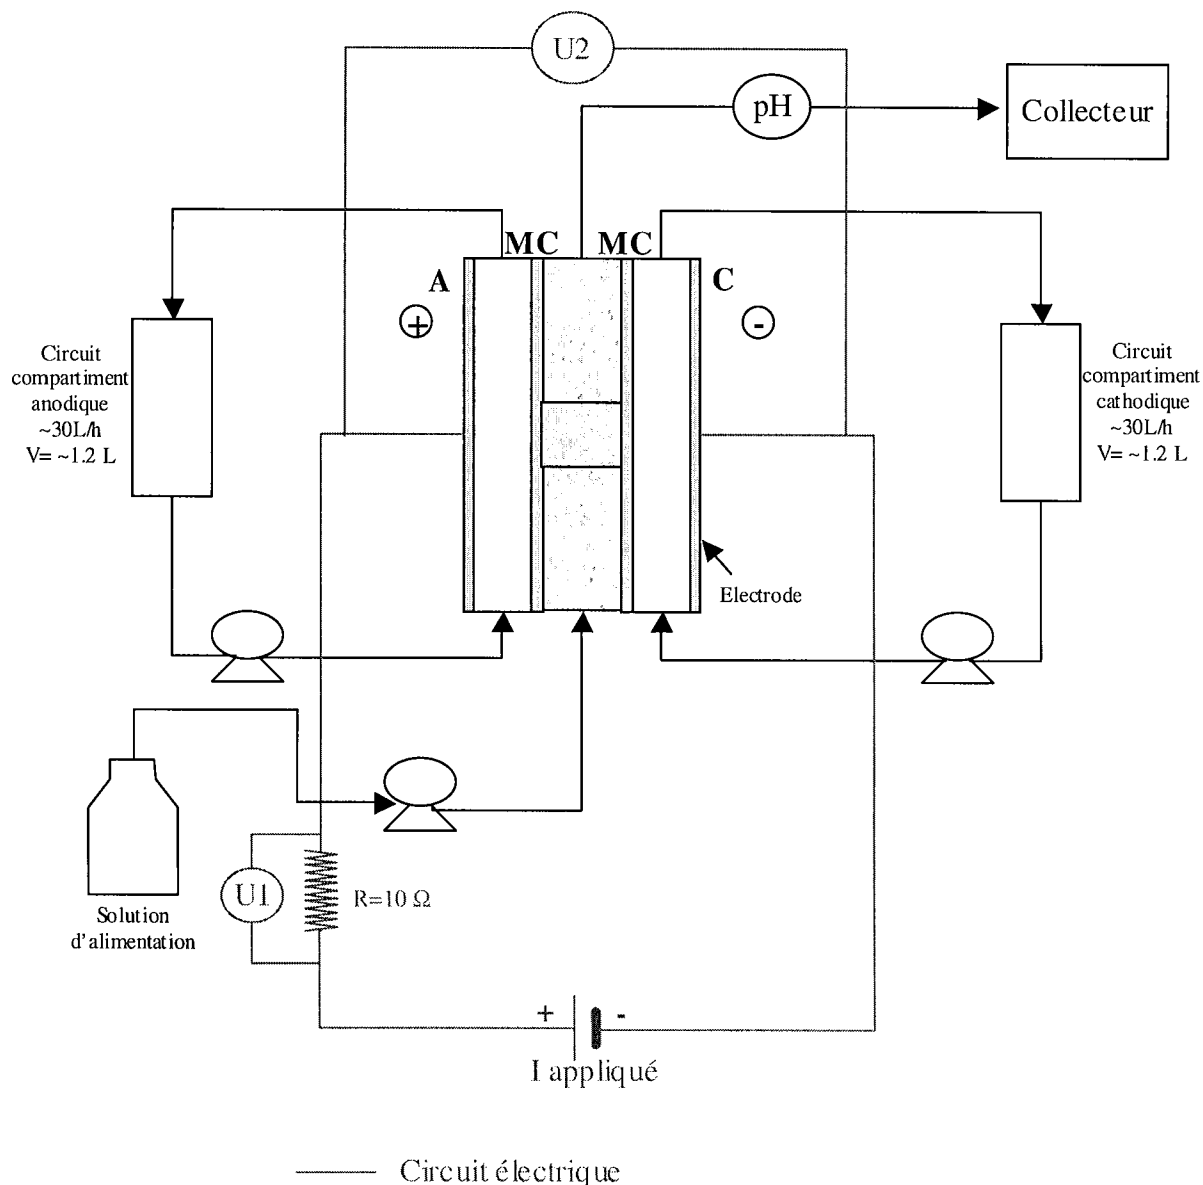 U2
pH
Collecteur
MC MC
A
C
+
-
Circuit
compartiment
anodique
~30L/h
V= ~1.2 L
Circuit
compartiment
cathodique
~30L/h
V= ~1.2 L
Electrode
U1
R=10 Ω
Solution
d'alimentation
+ -
I appliqué
Circuit électrique